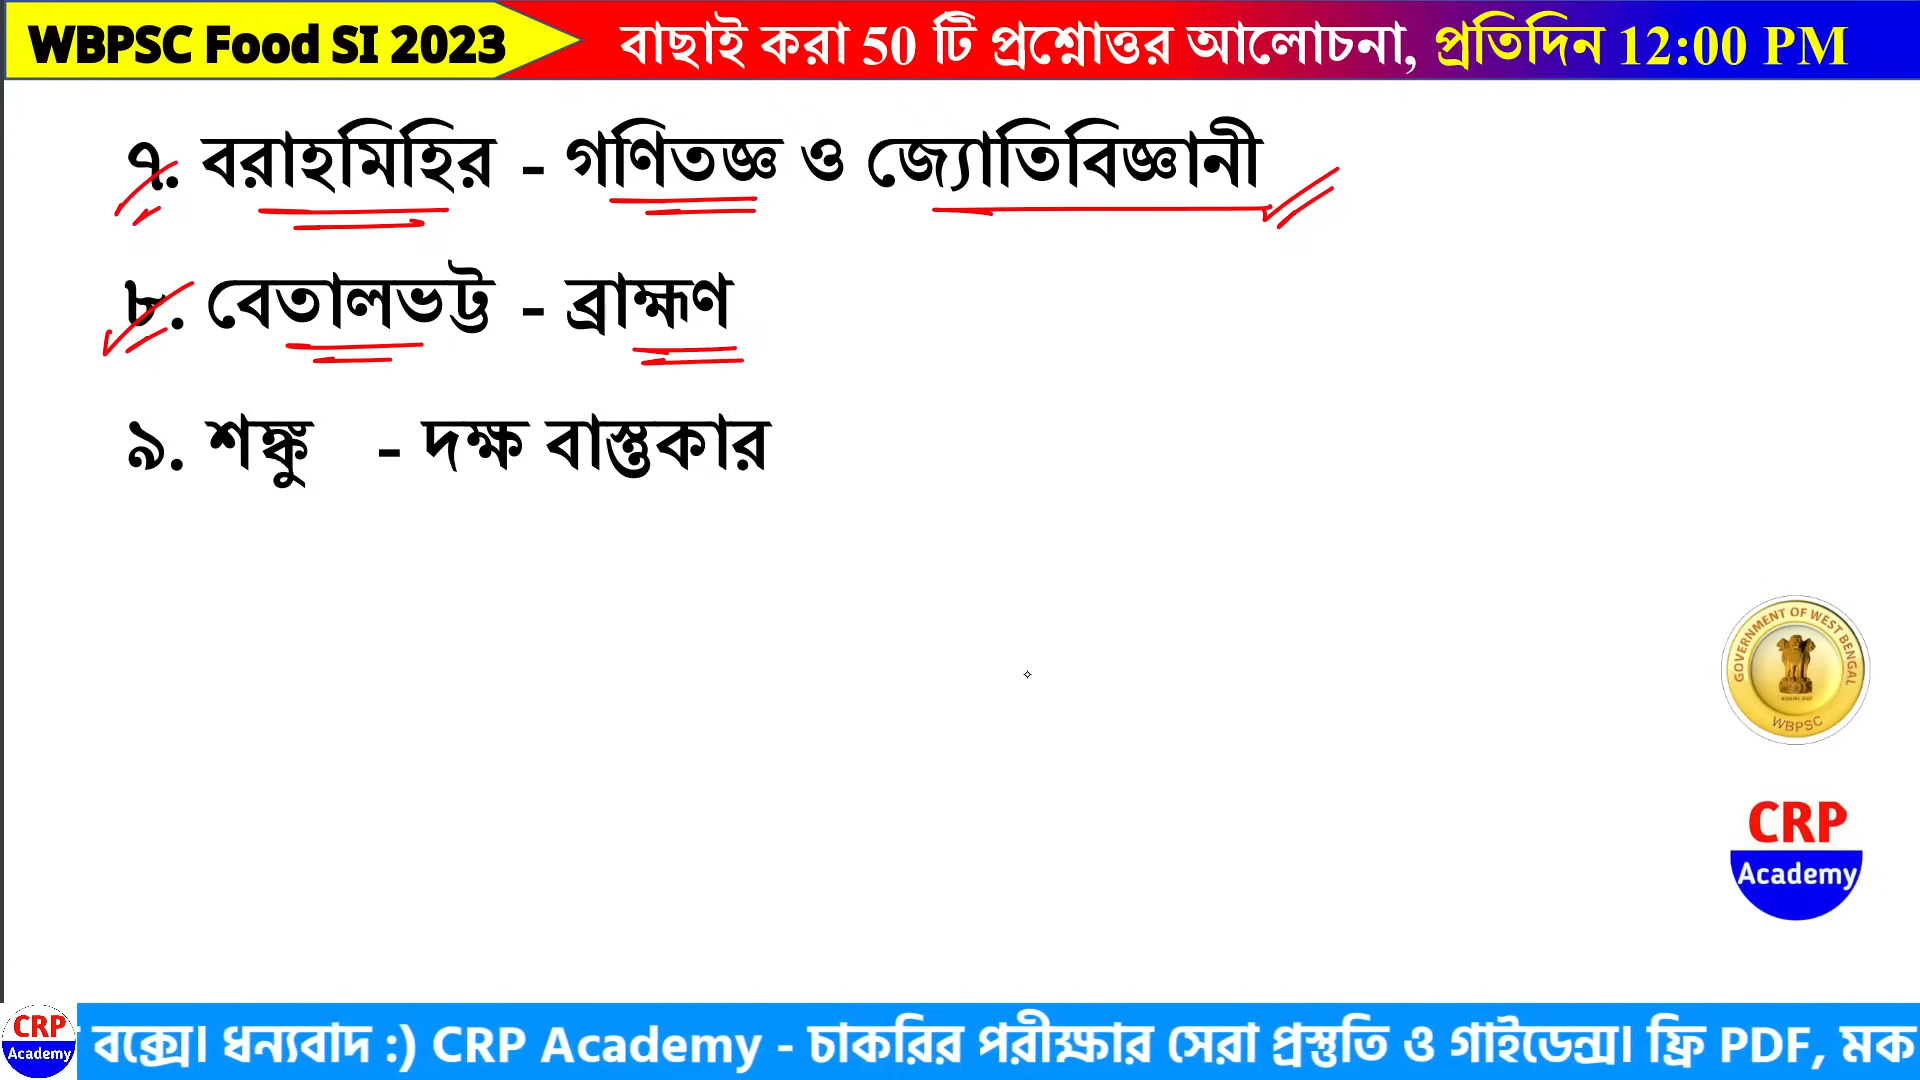 WBPSC Food SI 2023
বাছাই করা 50 টি প্রশ্নোত্তর আলোচনা, প্রতিদিন 12:00 PM
৭. বরাহমিহির - গণিতজ্ঞ ও জ্যোতিবিজ্ঞানী
৮. বেতালভট্ট - ব্রাহ্মণ
৯. শঙ্কু - দক্ষ বাস্তুকার
GOVERNMENT OF WEST BENGAL
WBPSC
CRP
Academy
CRP
Academy
বক্সে। ধন্যবাদ :) CRP Academy - চাকরির পরীক্ষার সেরা প্রস্তুতি ও গাইডেন্স। ফ্রি PDF, মক